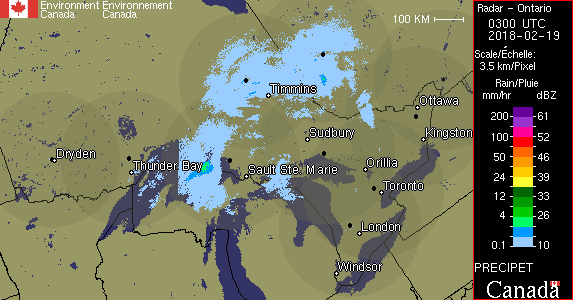 Environment Environnement
Canada Canada
100 KM
Timmins
Ottawa
Sudbury
Kingston
Dryden
Thunder Bay
Sault Ste. Marie
Orillia
Toronto
London
Windsor
Radar - Ontario
0300 UTC
2018-02-19
Scale/Échelle:
3.5 km/Pixel
Rain/Pluie
mm/hr dBZ
200 61
100 52
50 46
24 39
12 33
4 26
0.1 10
PRECIPET
Canada